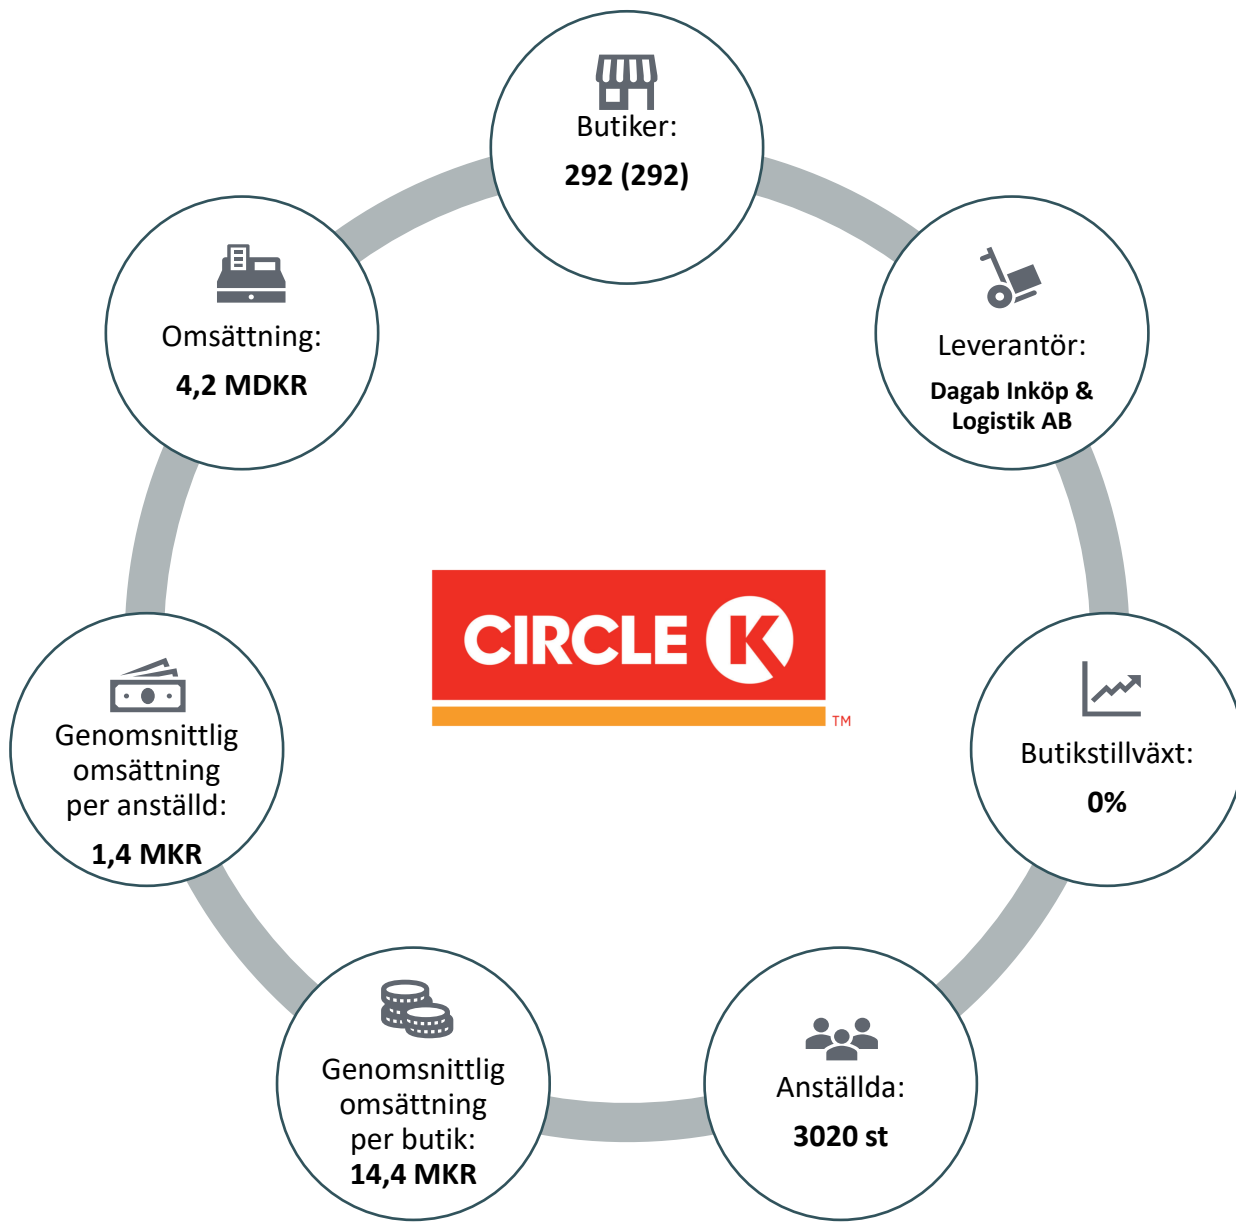 Butiker:
292 (292)
Leverantör:
Dagab Inköp &
Logistik AB
Butikstillväxt:
0%
Anställda:
3020 st
Genomsnittlig
omsättning
per butik:
14,4 MKR
Genomsnittlig
omsättning
per anställd:
1,4 MKR
Omsättning:
4,2 MDKR
CIRCLE K
TM